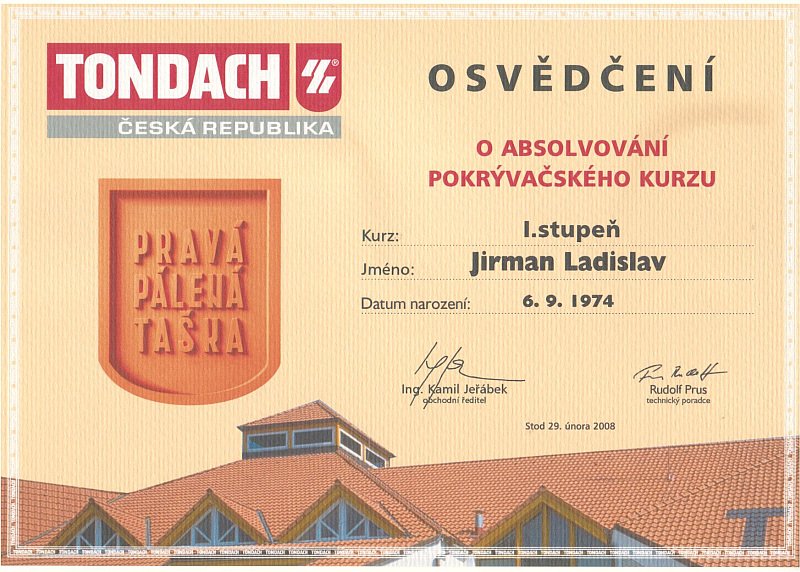 TONDACH ®
ČESKÁ REPUBLIKA
OSVĚDČENÍ
O ABSOLVOVÁNÍ
POKRÝVAČSKÉHO KURZU
PRAVÁ
PÁLENÁ
TAŠKA
Kurz: I.stupeň
Jméno: Jirman Ladislav
Datum narození: 6. 9. 1974
Ing. Kamil Jeřábek
obchodní ředitel
Rudolf Prus
technický poradce
Stod 29. února 2008